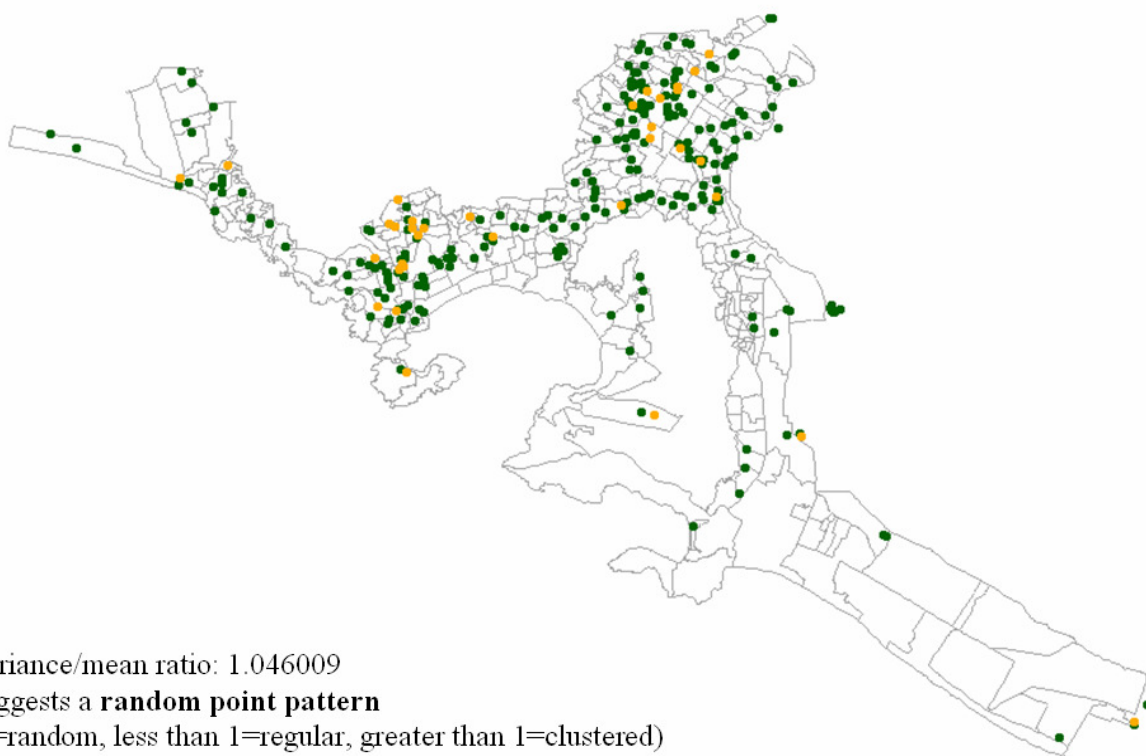 riance/mean ratio: 1.046009
ggests a random point pattern
=random, less than 1=regular, greater than 1=clustered)